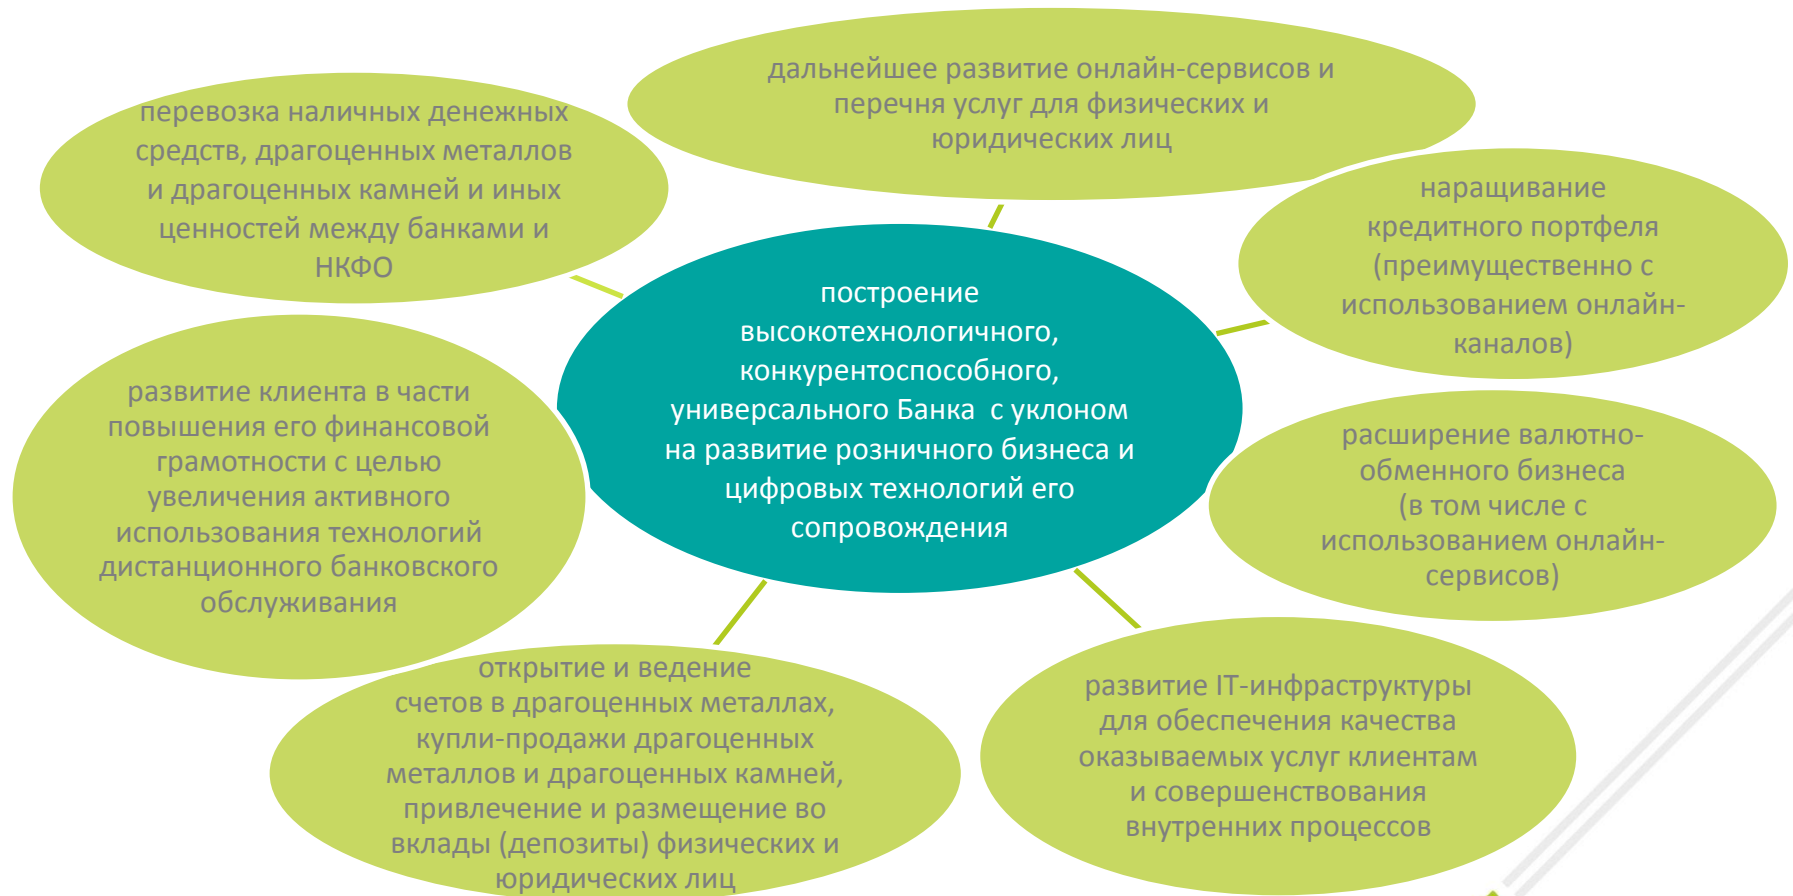 дальнейшее развитие онлайн-сервисов и
перечня услуг для физических и
юридических лиц
перевозка наличных денежных
средств, драгоценных металлов
и драгоценных камней и иных
ценностей между банками и
НКФО
наращивание
кредитного портфеля
(преимущественно с
использованием онлайн-
каналов)
построение
высокотехнологичного,
конкурентоспособного,
универсального Банка с уклоном
на развитие розничного бизнеса и
цифровых технологий его
сопровождения
развитие клиента в части
повышения его финансовой
грамотности с целью
увеличения активного
использования технологий
дистанционного банковского
обслуживания
расширение валютно-
обменного бизнеса
(в том числе с
использованием онлайн-
сервисов)
открытие и ведение
счетов в драгоценных металлах,
купли-продажи драгоценных
металлов и драгоценных камней,
привлечение и размещение во
вклады (депозиты) физических и
юридических лиц
развитие IT-инфраструктуры
для обеспечения качества
оказываемых услуг клиентам
и совершенствования
внутренних процессов